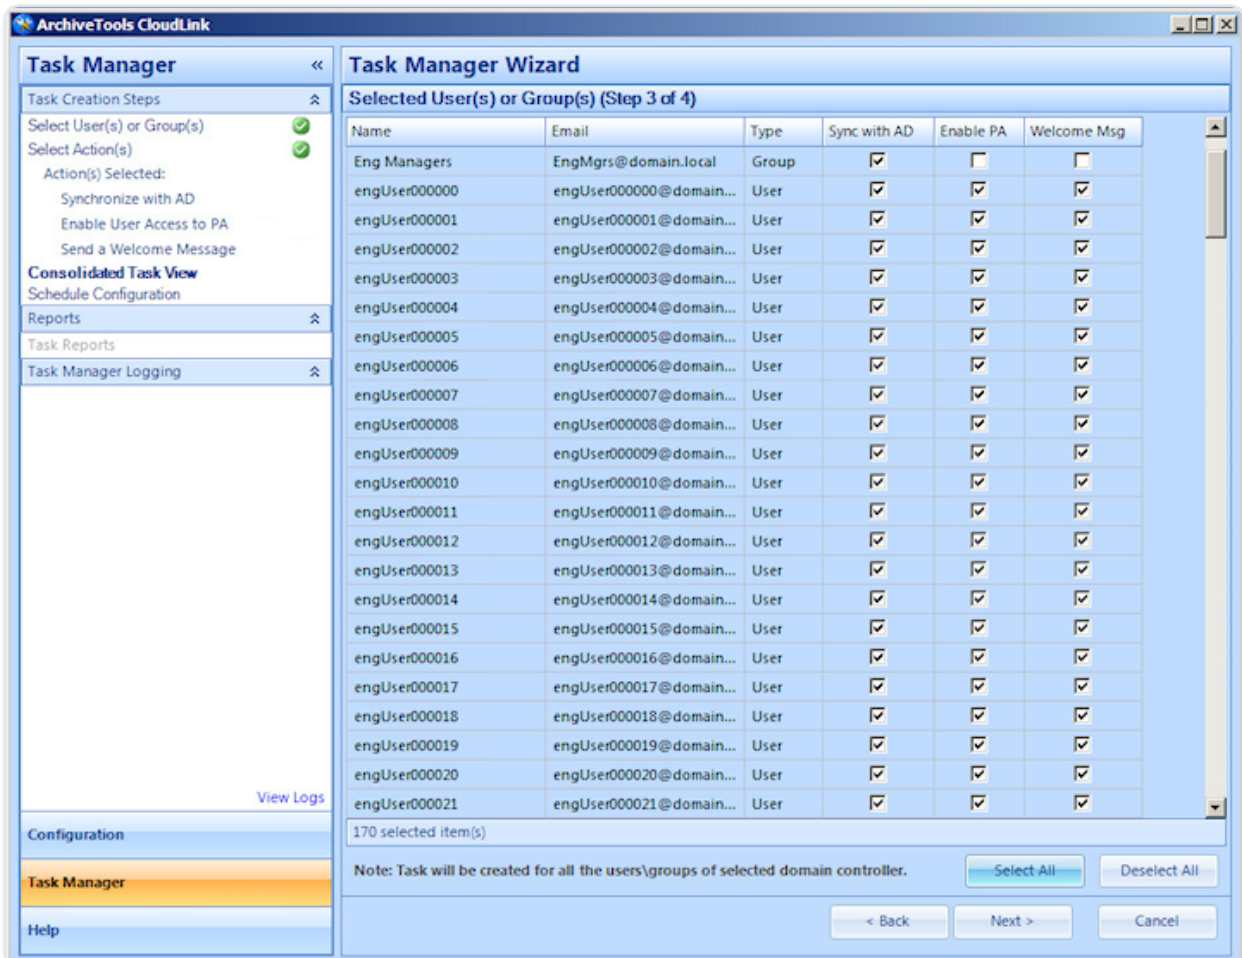 ArchiveTools CloudLink
Task Manager «
Task Creation Steps
Select User(s) or Group(s)
Select Action(s)
Action(s) Selected:
Synchronize with AD
Enable User Access to PA
Send a Welcome Message
Consolidated Task View
Schedule Configuration
Reports
Task Reports
Task Manager Logging
View Logs
Configuration
Task Manager
Help
Task Manager Wizard
Selected User(s) or Group(s) (Step 3 of 4)
Name Email Type Sync with AD Enable PA Welcome Msg
Eng Managers EngMgrs@domain.local Group
engUser000000 engUser000000@domain... User
engUser000001 engUser000001@domain... User
engUser000002 engUser000002@domain... User
engUser000003 engUser000003@domain... User
engUser000004 engUser000004@domain... User
engUser000005 engUser000005@domain... User
engUser000006 engUser000006@domain... User
engUser000007 engUser000007@domain... User
engUser000008 engUser000008@domain... User
engUser000009 engUser000009@domain... User
engUser000010 engUser000010@domain... User
engUser000011 engUser000011@domain... User
engUser000012 engUser000012@domain... User
engUser000013 engUser000013@domain... User
engUser000014 engUser000014@domain... User
engUser000015 engUser000015@domain... User
engUser000016 engUser000016@domain... User
engUser000017 engUser000017@domain... User
engUser000018 engUser000018@domain... User
engUser000019 engUser000019@domain... User
engUser000020 engUser000020@domain... User
engUser000021 engUser000021@domain... User
170 selected item(s)
Note: Task will be created for all the users\groups of selected domain controller. Select All Deselect All
< Back Next > Cancel